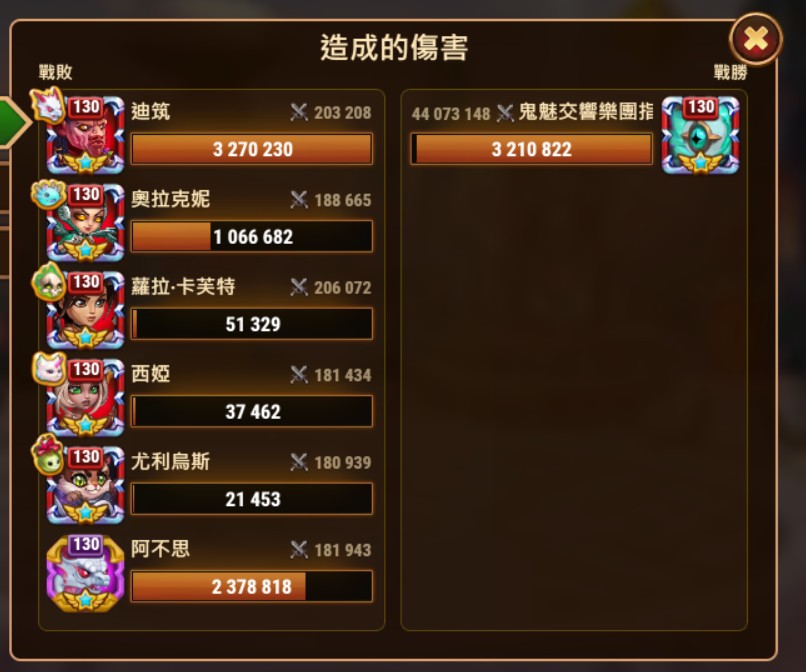 造成的傷害
戰敗
戰勝
130 迪筑 203 208
3 270 230
130 奧拉克妮 188 665
1 066 682
130 蘿拉·卡芙特 206 072
51 329
130 西婭 181 434
37 462
130 尤利烏斯 180 939
21 453
130 阿不思 181 943
2 378 818
44 073 148 鬼魅交響樂團指 130
3 210 822